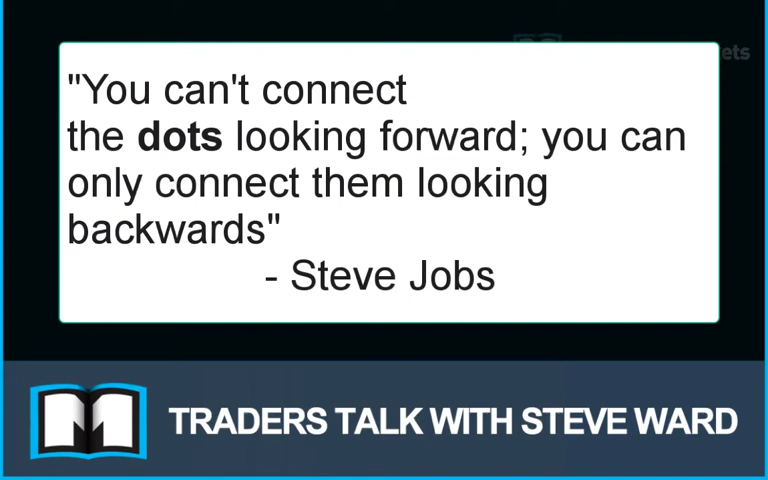 ets
"You can't connect
the dots looking forward; you can
only connect them looking
backwards"
- Steve Jobs
TRADERS TALK WITH STEVE WARD